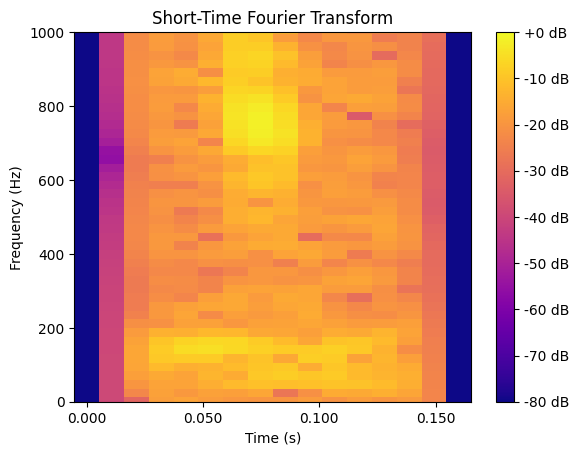 Short-Time Fourier Transform
1000
800
600
400
200
0
Frequency (Hz)
0.000
0.050
0.100
0.150
Time (s)
+0 dB
-10 dB
-20 dB
-30 dB
-40 dB
-50 dB
-60 dB
-70 dB
-80 dB